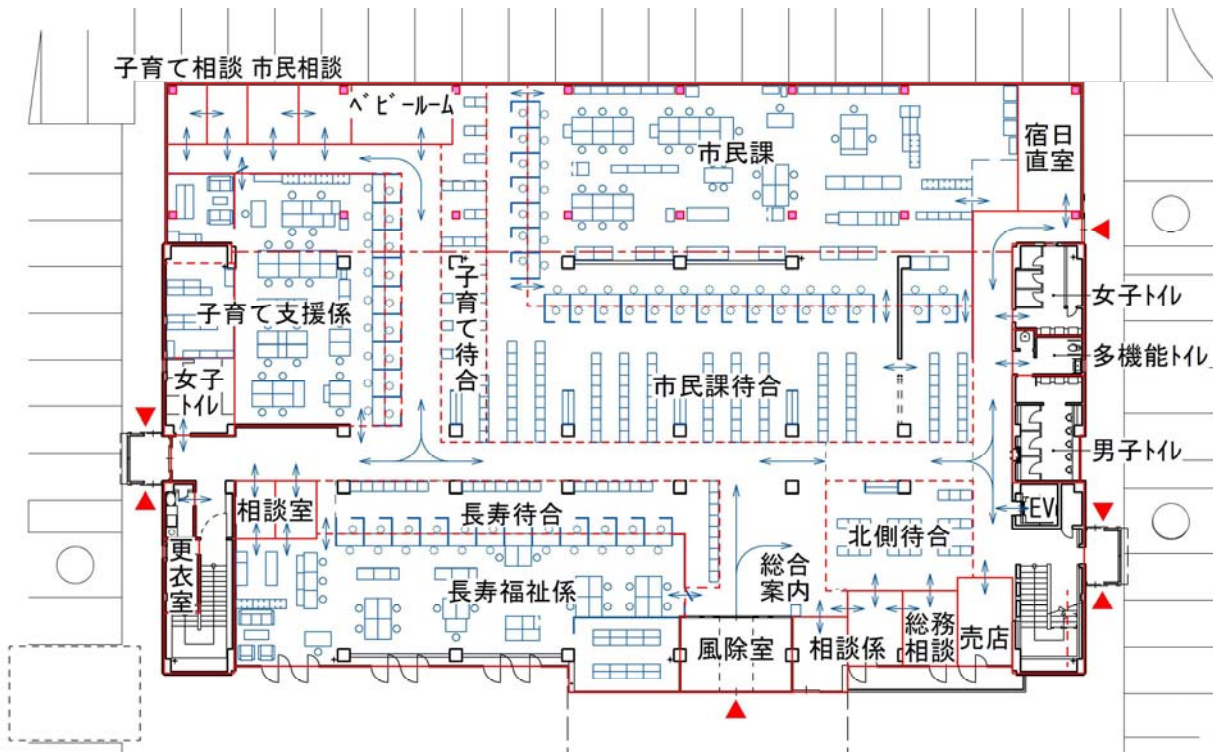 子育て相談 市民相談
ベビールーム
市民課
宿日
直室
女子トイレ
多機能トイレ
男子トイレ
子育て待合
子育て支援係
市民課待合
女子
トイレ
相談室
長寿待合
EV
北側待合
更衣室
長寿福祉係
総合
案内
風除室
相談係
総務
相談
売店